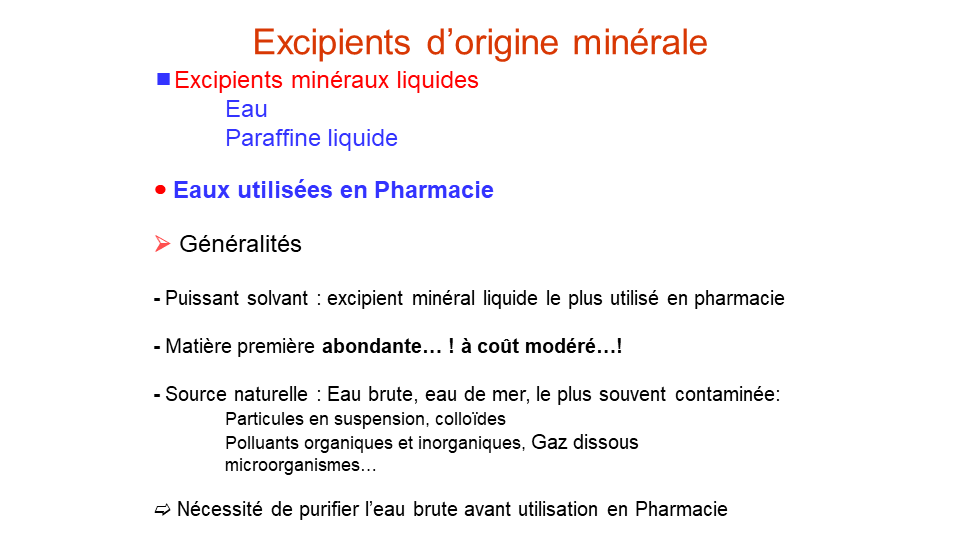 Excipients d’origine minérale
■ Excipients minéraux liquides
Eau
Paraffine liquide
• Eaux utilisées en Pharmacie
➢ Généralités
- Puissant solvant : excipient minéral liquide le plus utilisé en pharmacie
- Matière première abondante… ! à coût modéré…!
- Source naturelle : Eau brute, eau de mer, le plus souvent contaminée:
Particules en suspension, colloïdes
Polluants organiques et inorganiques, Gaz dissous
microorganismes…
➯ Nécessité de purifier l’eau brute avant utilisation en Pharmacie